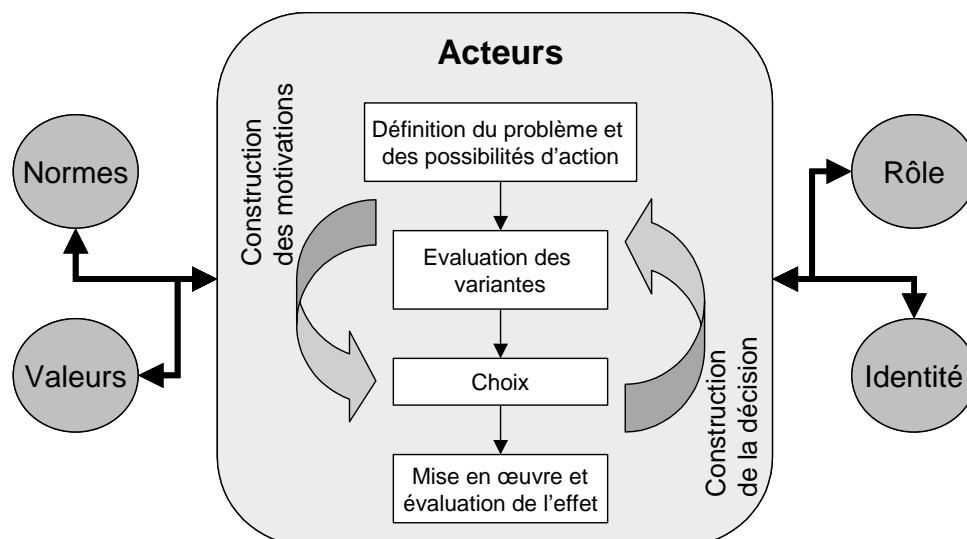 Acteurs
Construction
des motivations
Définition du problème et
des possibilités d'action
Normes
Rôle
Evaluation des
variantes
Valeurs
Choix
Identité
Construction
de la décision
Mise en œuvre et
évaluation de l'effet